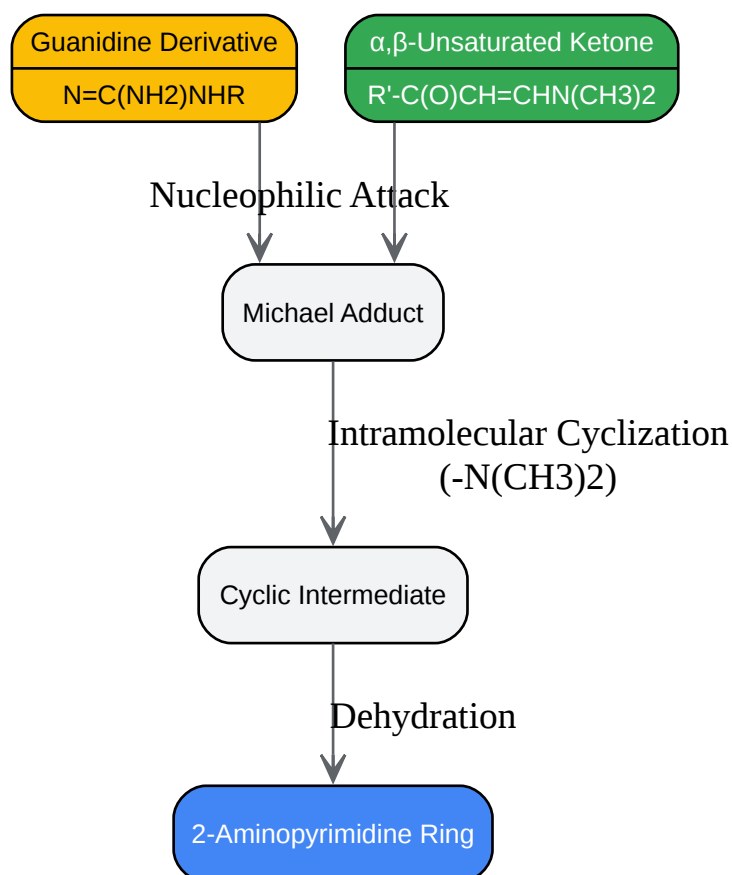 Guanidine Derivative
N=C(NH2)NHR
α,β-Unsaturated Ketone
R'-C(O)CH=CHN(CH3)2
Nucleophilic Attack
Michael Adduct
Intramolecular Cyclization
(-N(CH3)2)
Cyclic Intermediate
Dehydration
2-Aminopyrimidine Ring